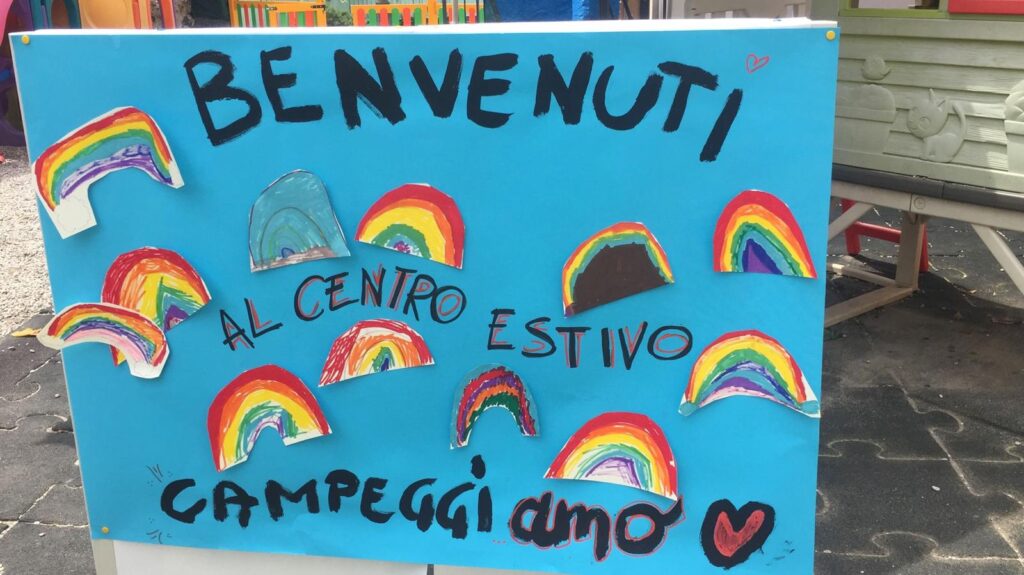 BENVENUTI
AL CENTRO ESTIVO
CAMPEGGIamo